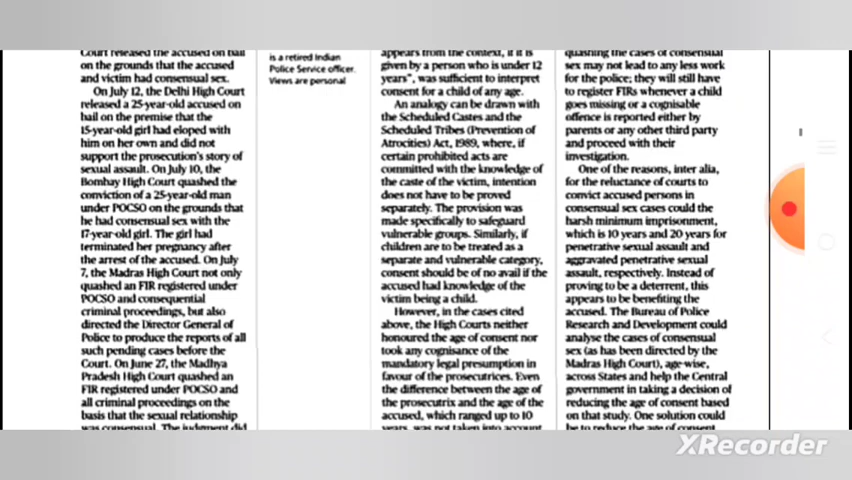 Court released the accused on bail
on the grounds that the accused
and victim had consensual sex.
On July 12, the Delhi High Court
released a 25-year-old accused on
bail on the premise that the
15-year-old girl had eloped with
him on her own and did not
support the prosecution's story of
sexual assault. On July 10, the
Bombay High Court quashed the
conviction of a 25-year-old man
under POCSO on the grounds that
he had consensual sex with the
17-year-old girl. The girl had
terminated her pregnancy after
the arrest of the accused. On July
7, the Madras High Court not only
quashed an FIR registered under
POCSO and consequential
criminal proceedings, but also
directed the Director General of
Police to produce the reports of all
such pending cases before the
Court. On June 27, the Madhya
Pradesh High Court quashed an
FIR registered under POCSO and
all criminal proceedings on the
basis that the sexual relationship
was consensual. The judgment did
is a retired Indian
Police Service officer.
Views are personal
appears from the context, if it is
given by a person who is under 12
years", was sufficient to interpret
consent for a child of any age.
An analogy can be drawn with
the Scheduled Castes and the
Scheduled Tribes (Prevention of
Atrocities) Act, 1989, where, if
certain prohibited acts are
committed with the knowledge of
the caste of the victim, intention
does not have to be proved
separately. The provision was
made specifically to safeguard
vulnerable groups. Similarly, if
children are to be treated as a
separate and vulnerable category,
consent should be of no avail if the
accused had knowledge of the
victim being a child.
However, in the cases cited
above, the High Courts neither
honoured the age of consent nor
took any cognisance of the
mandatory legal presumption in
favour of the prosecutrices. Even
the difference between the age of
the prosecutrix and the age of the
accused, which ranged up to 10
years, was not taken into account
quashing the cases of consensual
sex may not lead to any less work
for the police; they will still have
to register FIRs whenever a child
goes missing or a cognisable
offence is reported either by
parents or any other third party
and proceed with their
investigation.
One of the reasons, inter alia,
for the reluctance of courts to
convict accused persons in
consensual sex cases could the
harsh minimum imprisonment,
which is 10 years and 20 years for
penetrative sexual assault and
aggravated penetrative sexual
assault, respectively. Instead of
proving to be a deterrent, this
appears to be benefiting the
accused. The Bureau of Police
Research and Development could
analyse the cases of consensual
sex (as has been directed by the
Madras High Court), age-wise,
across States and help the Central
government in taking a decision of
reducing the age of consent based
on that study. One solution could
be to reduce the age of consent
XRecorder